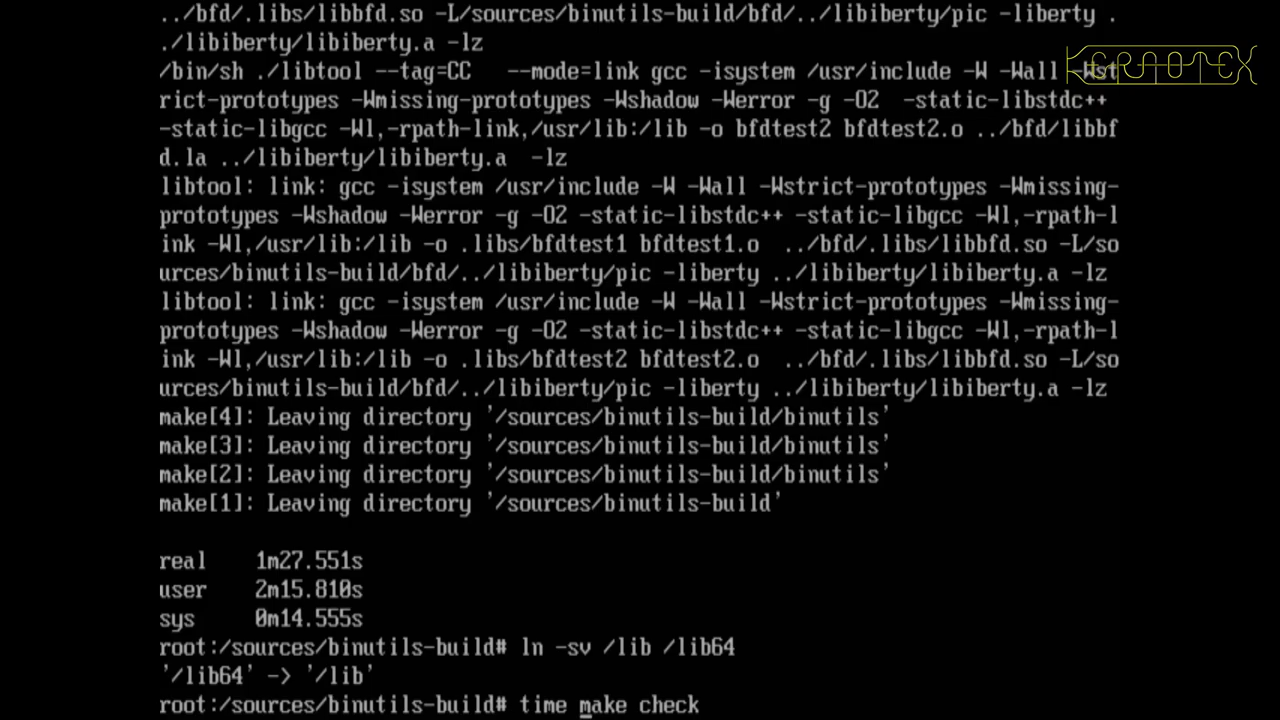 ../bfd/.libs/libbfd.so -L/sources/binutils-build/bfd/../libiberty/pic -liberty .
./libiberty/libiberty.a -lz
KERNOTEX
/bin/sh ./libtool --tag=CC   --mode=link gcc -isystem /usr/include -W -Wall -Wst
rict-prototypes -Wmissing-prototypes -Wshadow -Werror -g -O2  -static-libstdc++
-static-libgcc -Wl,-rpath-link,/usr/lib:/lib -o bfdtest2 bfdtest2.o ../bfd/libbf
d.la ../libiberty/libiberty.a  -lz
libtool: link: gcc -isystem /usr/include -W -Wall -Wstrict-prototypes -Wmissing-
prototypes -Wshadow -Werror -g -O2 -static-libstdc++ -static-libgcc -Wl,-rpath-l
ink -Wl,/usr/lib:/lib -o .libs/bfdtest1 bfdtest1.o  ../bfd/.libs/libbfd.so -L/so
urces/binutils-build/bfd/../libiberty/pic -liberty ../libiberty/libiberty.a -lz
libtool: link: gcc -isystem /usr/include -W -Wall -Wstrict-prototypes -Wmissing-
prototypes -Wshadow -Werror -g -O2 -static-libstdc++ -static-libgcc -Wl,-rpath-l
ink -Wl,/usr/lib:/lib -o .libs/bfdtest2 bfdtest2.o  ../bfd/.libs/libbfd.so -L/so
urces/binutils-build/bfd/../libiberty/pic -liberty ../libiberty/libiberty.a -lz
make[4]: Leaving directory '/sources/binutils-build/binutils'
make[3]: Leaving directory '/sources/binutils-build/binutils'
make[2]: Leaving directory '/sources/binutils-build/binutils'
make[1]: Leaving directory '/sources/binutils-build'
real    1m27.551s
user    2m15.810s
sys     0m14.555s
root:/sources/binutils-build# ln -sv /lib /lib64
'/lib64' -> '/lib'
root:/sources/binutils-build# time make check